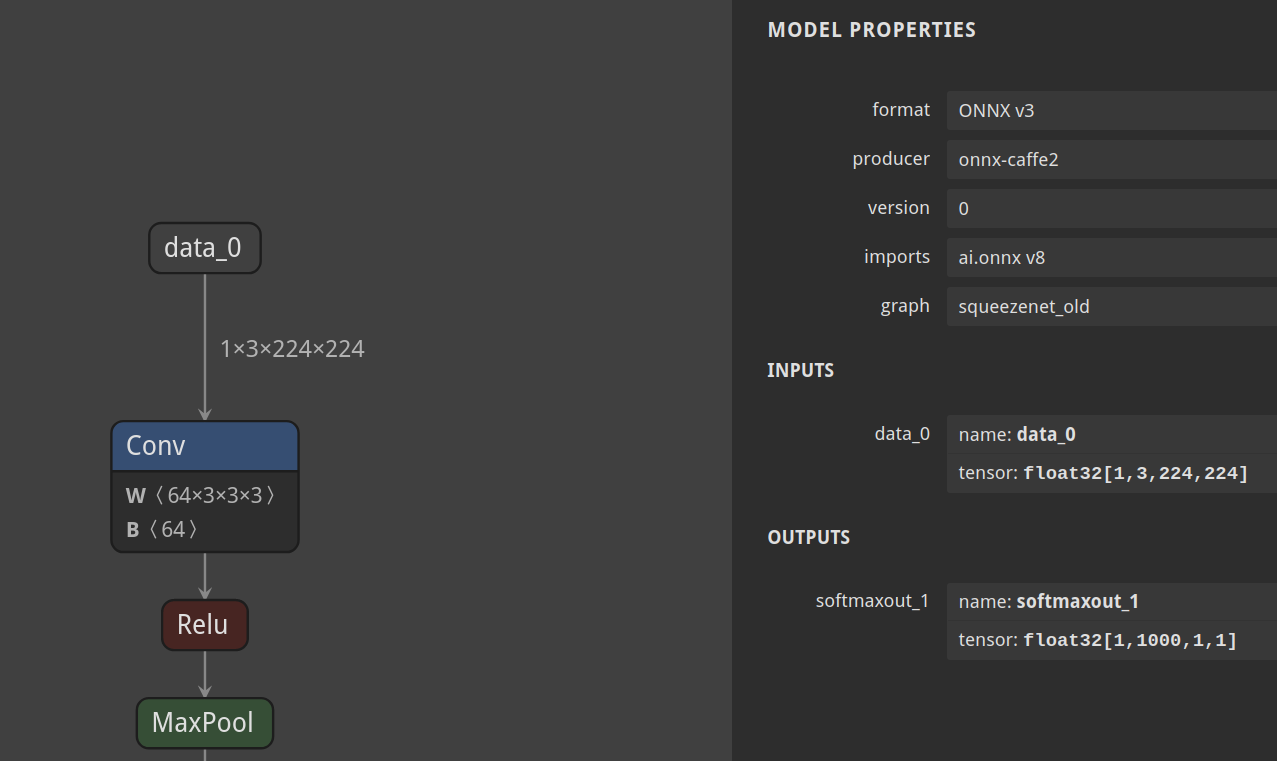 data_0
1×3×224×224
Conv
W 〈64×3×3×3〉
B 〈64〉
Relu
MaxPool
MODEL PROPERTIES
format ONNX v3
producer onnx-caffe2
version 0
imports ai.onnx v8
graph squeezenet_old
INPUTS
data_0 name: data_0
tensor: float32[1,3,224,224]
OUTPUTS
softmaxout_1 name: softmaxout_1
tensor: float32[1,1000,1,1]